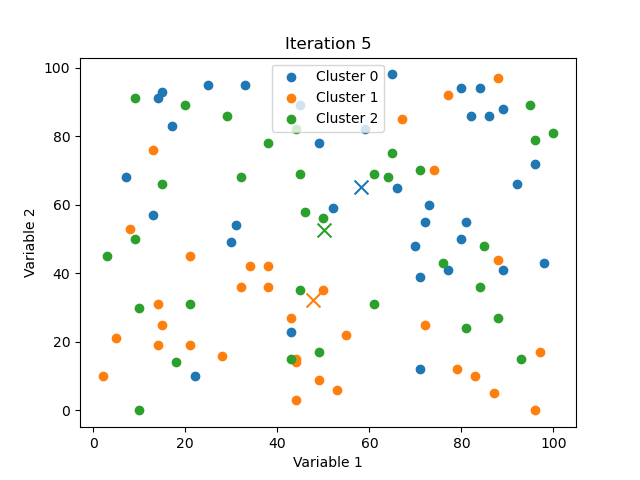 Iteration 5
Cluster 0
Cluster 1
Cluster 2
100
80
60
40
20
0
0
20
40
60
80
100
Variable 2
Variable 1